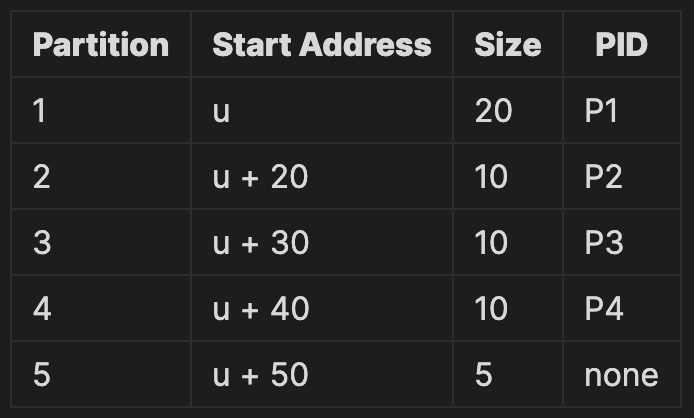 Partition Start Address Size PID
1 u 20 P1
2 u + 20 10 P2
3 u + 30 10 P3
4 u + 40 10 P4
5 u + 50 5 none